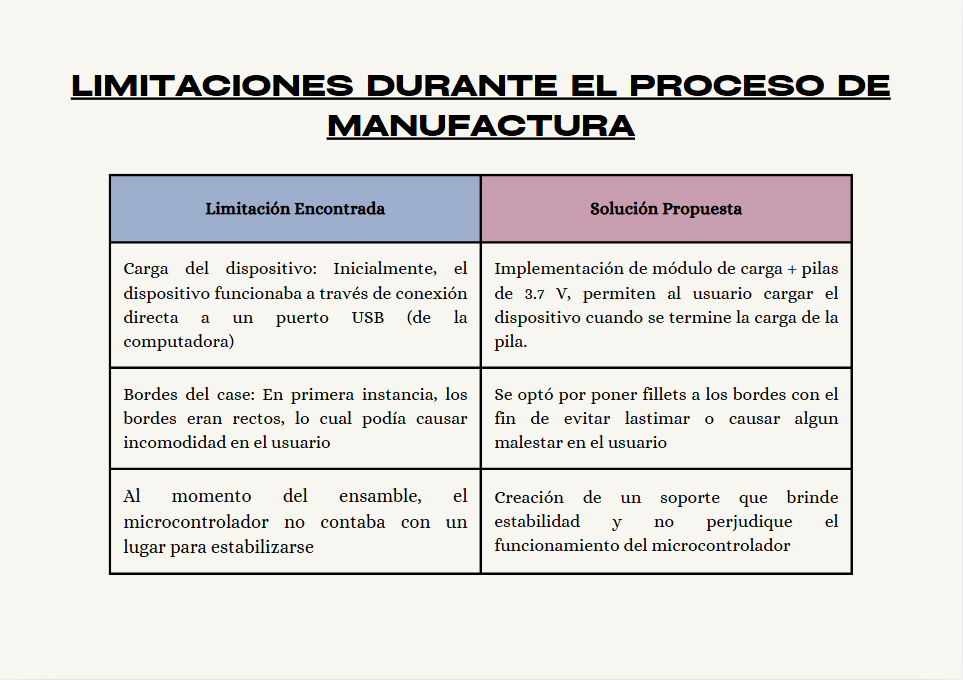 LIMITACIONES DURANTE EL PROCESO DE
MANUFACTURA
Limitación Encontrada
Solución Propuesta
Carga del dispositivo: Inicialmente, el
dispositivo funcionaba a través de conexión
directa a un puerto USB (de la
computadora)
Implementación de módulo de carga + pilas
de 3.7 V, permiten al usuario cargar el
dispositivo cuando se termine la carga de la
pila.
Bordes del case: En primera instancia, los
bordes eran rectos, lo cual podía causar
incomodidad en el usuario
Se optó por poner fillets a los bordes con el
fin de evitar lastimar o causar algun
malestar en el usuario
Al momento del ensamble, el
microcontrolador no contaba con un
lugar para estabilizarse
Creación de un soporte que brinde
estabilidad y no perjudique el
funcionamiento del microcontrolador